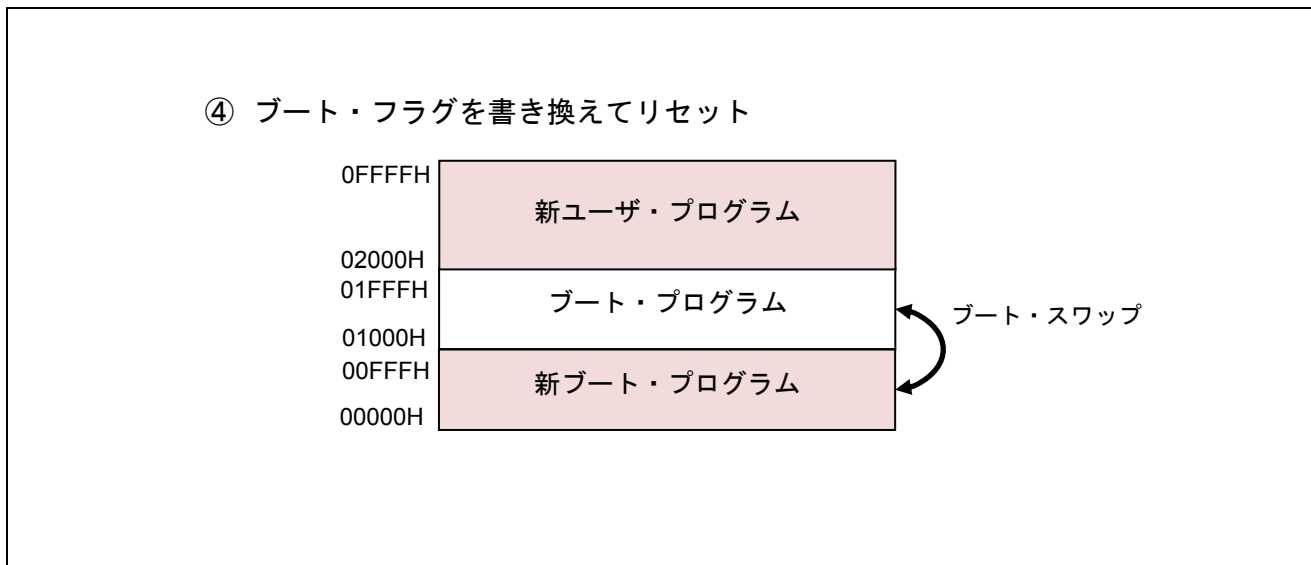 ④ ブート・フラグを書き換えてリセット
0FFFFH
新ユーザ・プログラム
02000H
01FFFH
ブート・プログラム
ブート・スワップ
01000H
00FFFH
新ブート・プログラム
00000H